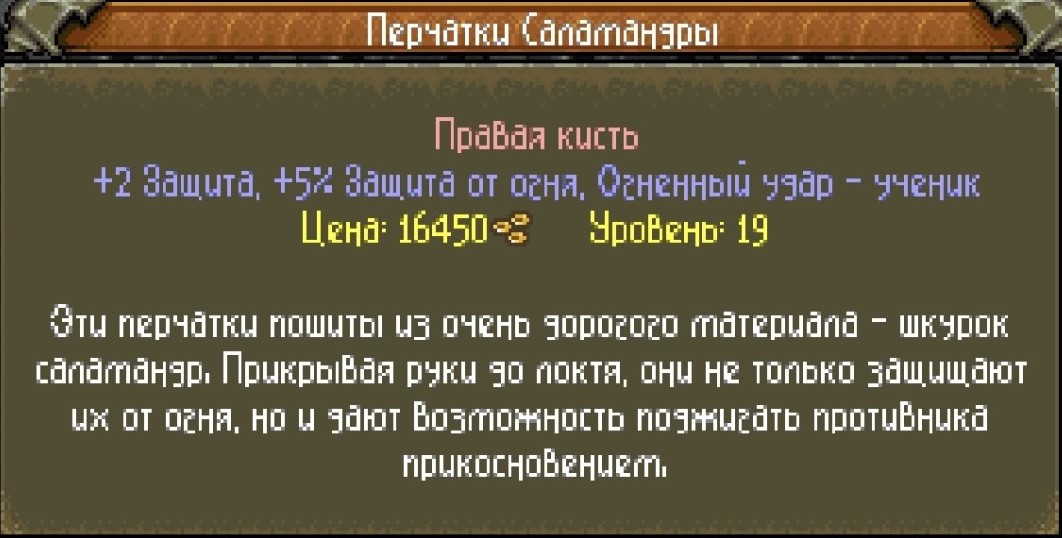 Перчатки Саламандры
Правая кисть
+2 Защита, +5% Защита от огня, Огненный удар - ученик
Цена: 16450 Уровень: 19
Эти перчатки пошиты из очень дорогого материала - шкурок
саламандр. Прикрывая руки до локтя, они не только защищают
их от огня, но и дают возможность поджигать противника
прикосновением.